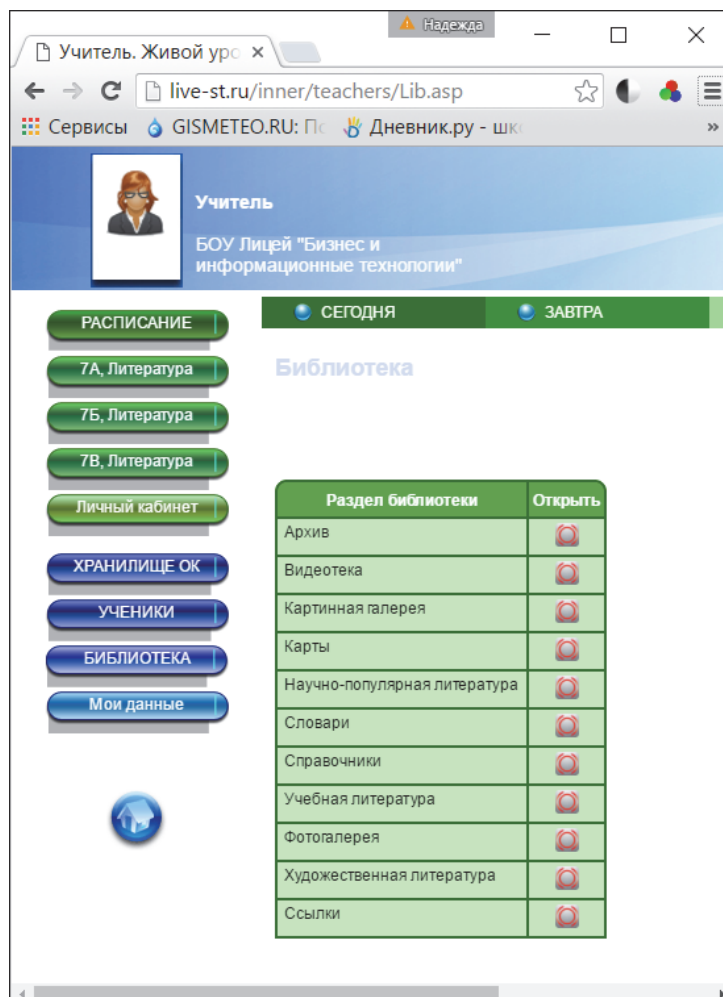 Надежда
Учитель. Живой уро
live-st.ru/inner/teachers/Lib.asp
Сервисы GISMETEO.RU: По Дневник.ру - шк
»
Учитель
БОУ Лицей "Бизнес и
информационные технологии"
РАСПИСАНИЕ
7А, Литература
7Б, Литература
7В, Литература
Личный кабинет
ХРАНИЛИЩЕ ОК
УЧЕНИКИ
БИБЛИОТЕКА
Мои данные
СЕГОДНЯ ЗАВТРА
Библиотека
Раздел библиотеки Открыть
Архив
Видеотека
Картинная галерея
Карты
Научно-популярная литература
Словари
Справочники
Учебная литература
Фотогалерея
Художественная литература
Ссылки